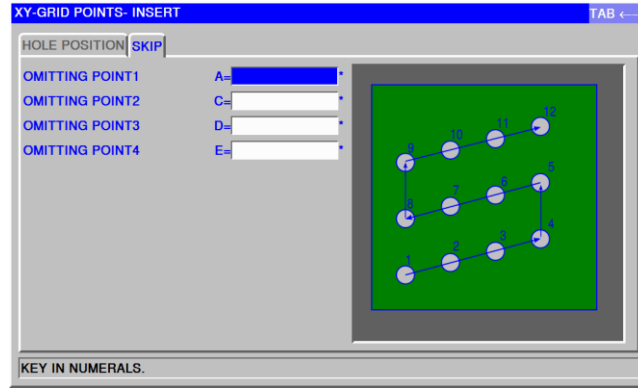 XY-GRID POINTS- INSERT TAB ←
HOLE POSITION SKIP
OMITTING POINT1 A= *
OMITTING POINT2 C= *
OMITTING POINT3 D= *
OMITTING POINT4 E= *
12
11
10
9
5
6
7
8
4
3
2
1
KEY IN NUMERALS.